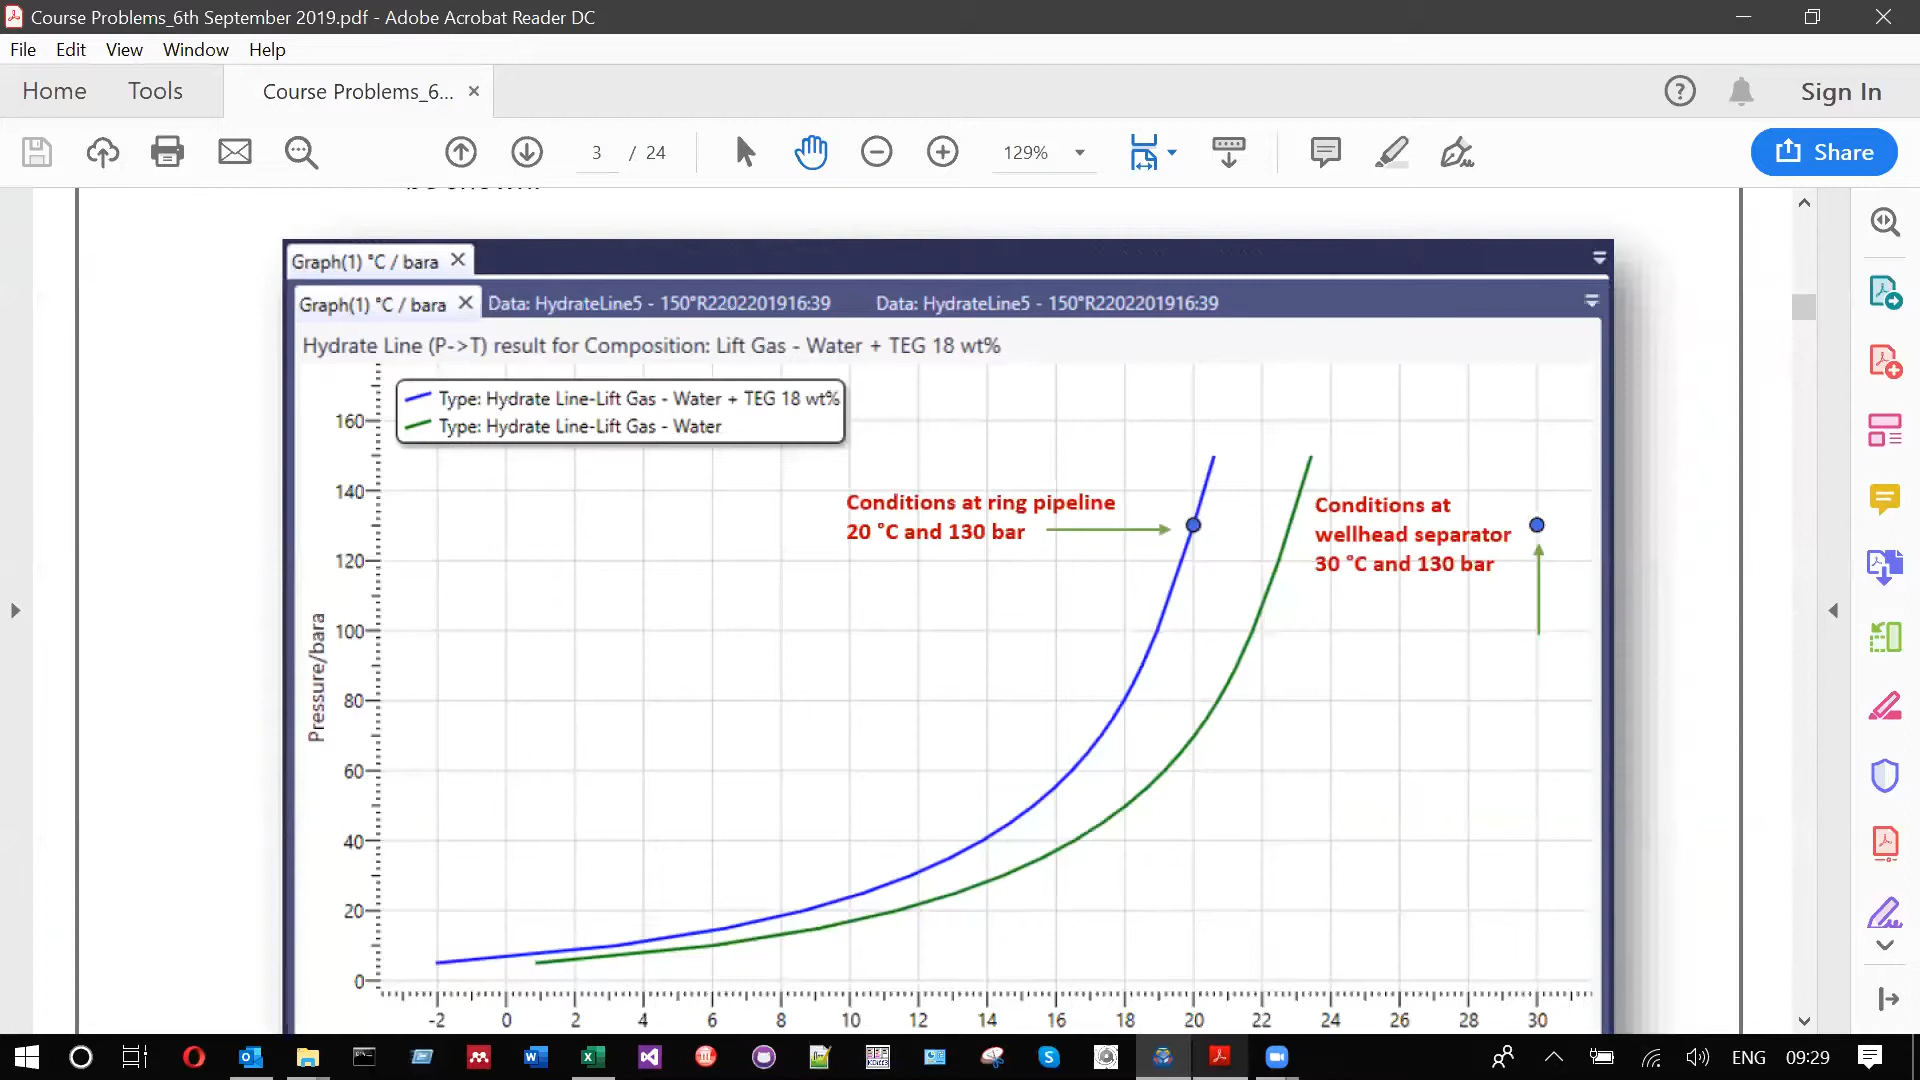 Course Problems_6th September 2019.pdf - Adobe Acrobat Reader DC
File Edit View Window Help
Home Tools Course Problems_6... × Sign In
3 / 24 129% Share
Graph(1) °C / bara
Graph(1) °C / bara Data: HydrateLine5 - 150°R2202201916:39 Data: HydrateLine5 - 150°R2202201916:39
Hydrate Line (P->T) result for Composition: Lift Gas - Water + TEG 18 wt%
Type: Hydrate Line-Lift Gas - Water + TEG 18 wt%
Type: Hydrate Line-Lift Gas - Water
Conditions at ring pipeline
20 °C and 130 bar
Conditions at
wellhead separator
30 °C and 130 bar
Pressure/bara
160
140
120
100
80
60
40
20
0
-2 0 2 4 6 8 10 12 14 16 18 20 22 24 26 28 30
ENG 09:29